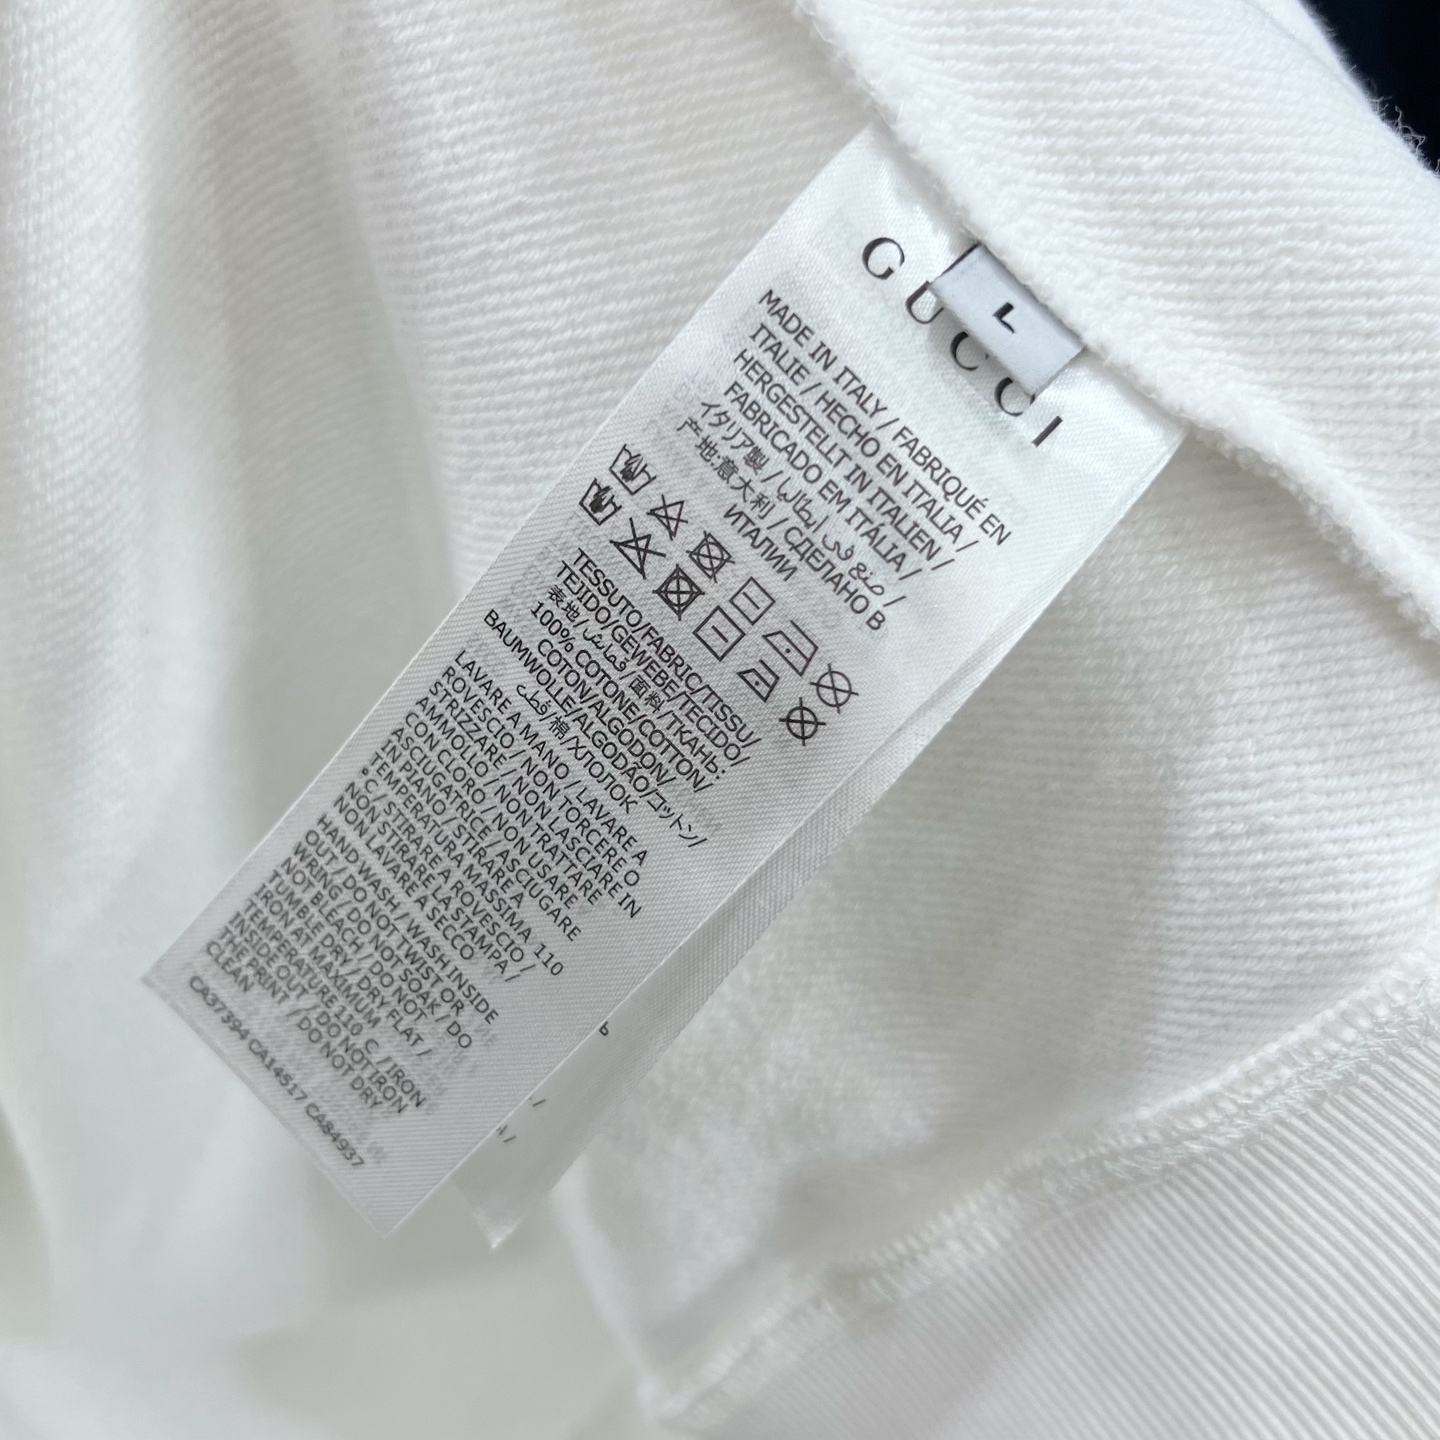 GUCCI
L
MADE IN ITALY / FABRIQUÉ EN
ITALIE / HECHO EN ITALIA /
HERGESTELLT IN ITALIEN /
FABRICADO EM ITÁLIA /
イタリア製 / صنع في ايطاليا /
产地:意大利 / СДЕЛАНО В
ИТАЛИИ
TESSUTO/FABRIC/TISSU/
TEJIDO/GEWEBE/TECIDO/
表地/قماش/面料/ТКАНЬ:
100% COTONE/COTTON/
COTON/ALGODON/
BAUMWOLLE/ALGODÃO/コットン/
قطن/棉/ХЛОПОК
LAVARE A MANO / LAVARE A
ROVESCIO / NON TORCERE O
STRIZZARE / NON LASCIARE IN
AMMOLLO / NON TRATTARE
CON CLORO / NON USARE
ASCIUGATRICE/ASCIUGARE
IN PIANO / STIRARE A
TEMPERATURA MASSIMA 110
°C / STIRARE A ROVESCIO /
NON STIRARE LA STAMPA /
NON LAVARE A SECCO
HAND WASH / WASH INSIDE
OUT / DO NOT TWIST OR
WRING / DO NOT SOAK / DO
NOT BLEACH / DO NOT
TUMBLE DRY / DRY FLAT /
IRON AT MAXIMUM
TEMPERATURE 110 C / IRON
INSIDE OUT / DO NOT IRON
THE PRINT / DO NOT DRY
CLEAN
CA37394 CA14517 CA84937